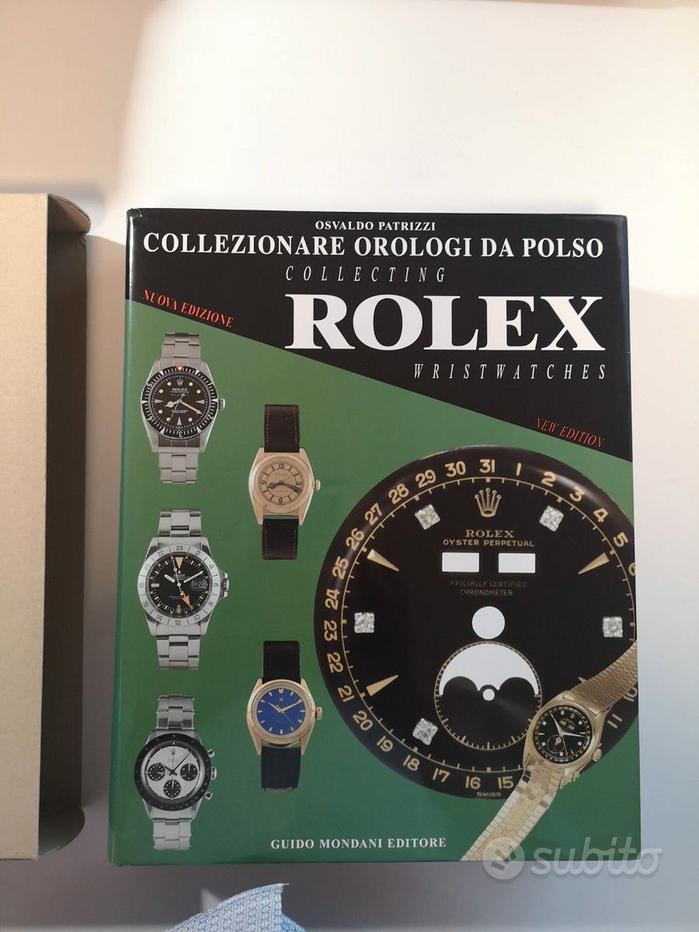 OSVALDO PATRIZZI
COLLEZIONARE OROLOGI DA POLSO
COLLECTING
ROLEX
WRISTWATCHES
NUOVA EDIZIONE
NEW EDITION
ROLEX
27 28 29 30 31 1 2 3 4 5 6
ROLEX
OYSTER PERPETUAL
OFFICIALLY CERTIFIED
CHRONOMETER
26 25 24 23 22 21 20 19 18 17 16 15
SWISS
GUIDO MONDANI EDITORE
subito